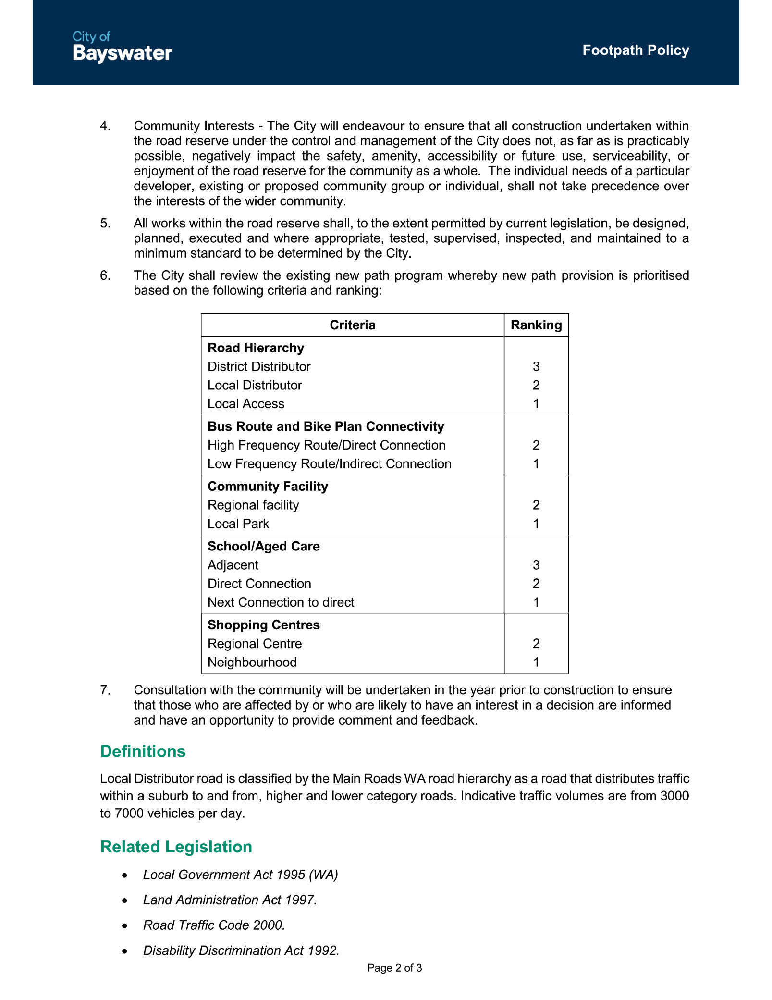 City of
Bayswater
Footpath Policy
4. Community Interests - The City will endeavour to ensure that all construction undertaken within
the road reserve under the control and management of the City does not, as far as is practicably
possible, negatively impact the safety, amenity, accessibility or future use, serviceability, or
enjoyment of the road reserve for the community as a whole.  The individual needs of a particular
developer, existing or proposed community group or individual, shall not take precedence over
the interests of the wider community.
5. All works within the road reserve shall, to the extent permitted by current legislation, be designed,
planned, executed and where appropriate, tested, supervised, inspected, and maintained to a
minimum standard to be determined by the City.
6. The City shall review the existing new path program whereby new path provision is prioritised
based on the following criteria and ranking:
Criteria Ranking
Road Hierarchy
District Distributor 3
Local Distributor 2
Local Access 1
Bus Route and Bike Plan Connectivity
High Frequency Route/Direct Connection 2
Low Frequency Route/Indirect Connection 1
Community Facility
Regional facility 2
Local Park 1
School/Aged Care
Adjacent 3
Direct Connection 2
Next Connection to direct 1
Shopping Centres
Regional Centre 2
Neighbourhood 1
7. Consultation with the community will be undertaken in the year prior to construction to ensure
that those who are affected by or who are likely to have an interest in a decision are informed
and have an opportunity to provide comment and feedback.
Definitions
Local Distributor road is classified by the Main Roads WA road hierarchy as a road that distributes traffic
within a suburb to and from, higher and lower category roads. Indicative traffic volumes are from 3000
to 7000 vehicles per day.
Related Legislation
• Local Government Act 1995 (WA)
• Land Administration Act 1997.
• Road Traffic Code 2000.
• Disability Discrimination Act 1992.
Page 2 of 3